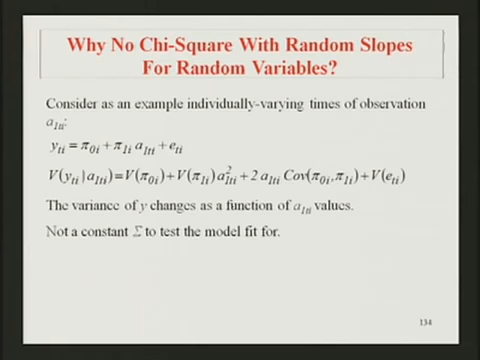 Why No Chi-Square With Random Slopes
For Random Variables?
Consider as an example individually-varying times of observation
a₁ₜᵢ:
yₜᵢ = π₀ᵢ + π₁ᵢ a₁ₜᵢ + eₜᵢ
V(yₜᵢ | a₁ₜᵢ) = V(π₀ᵢ) + V(π₁ᵢ) a²₁ₜᵢ + 2 a₁ₜᵢ Cov(π₀ᵢ, π₁ᵢ) + V(eₜᵢ)
The variance of y changes as a function of a₁ₜᵢ values.
Not a constant Σ to test the model fit for.
134